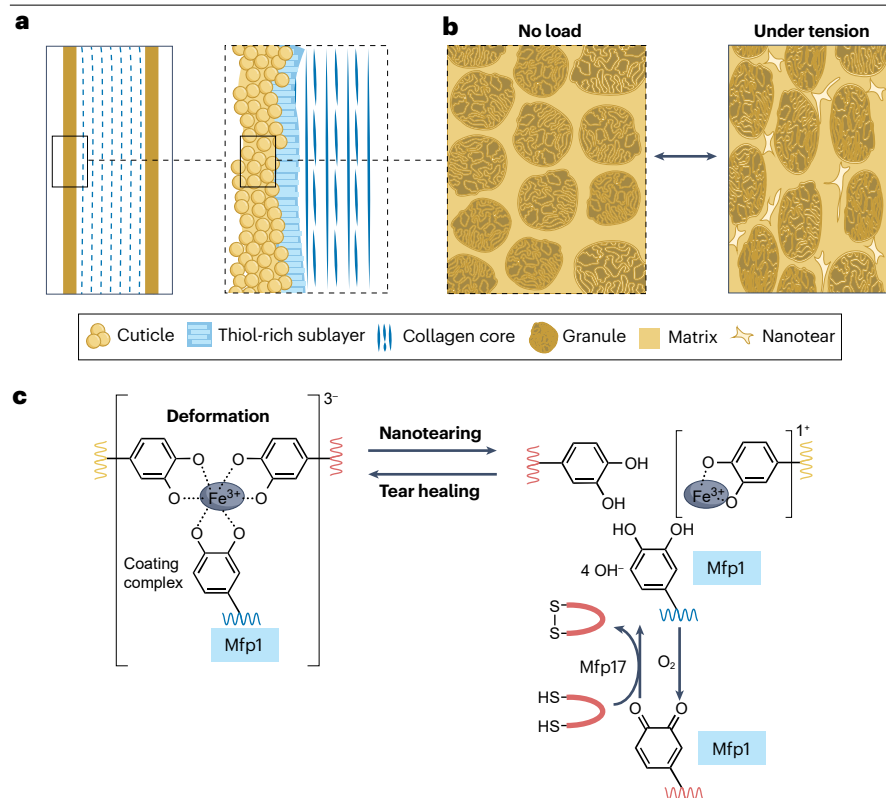 a
b
No load
Under tension
Cuticle
Thiol-rich sublayer
Collagen core
Granule
Matrix
Nanotear
c
3−
Deformation
O
O
O
O
Fe³⁺
O
O
Coating
complex
Mfp1
Nanotearing
Tear healing
1+
OH
OH
O
Fe³⁺
O
HO
OH
4 OH⁻
Mfp1
S
S
Mfp17
O₂
HS
HS
O
O
Mfp1